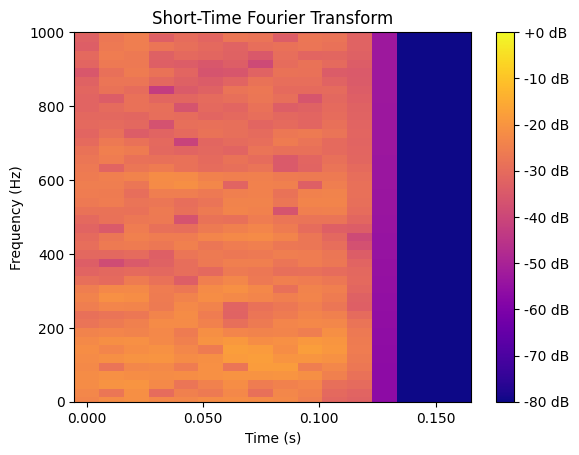 Short-Time Fourier Transform
1000
800
600
400
200
0
Frequency (Hz)
0.000
0.050
0.100
0.150
Time (s)
+0 dB
-10 dB
-20 dB
-30 dB
-40 dB
-50 dB
-60 dB
-70 dB
-80 dB